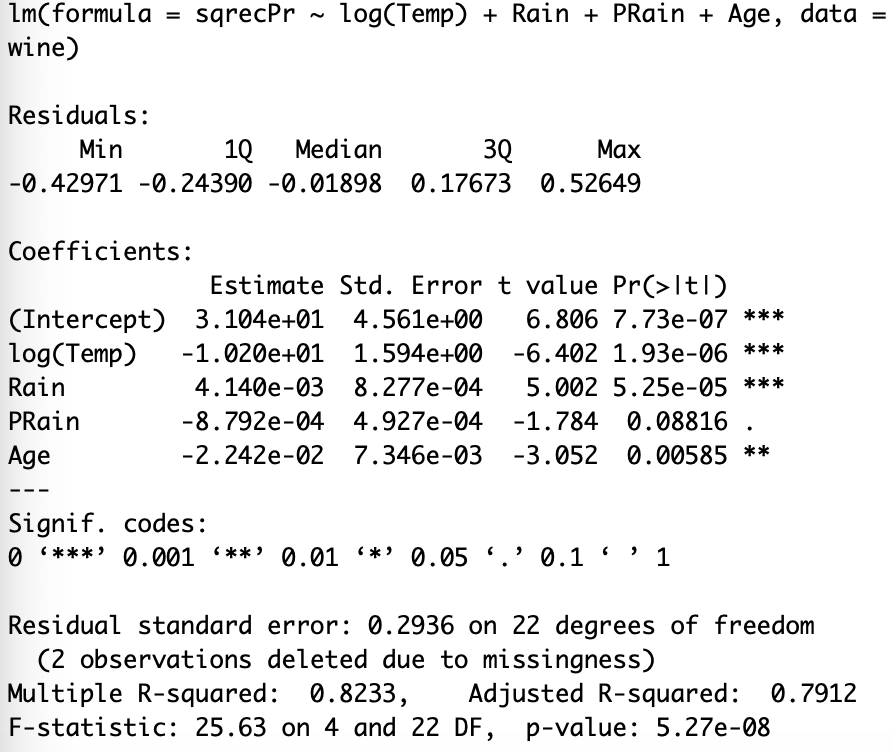 lm(formula = sqrecPr ~ log(Temp) + Rain + PRain + Age, data =
wine)

Residuals:
     Min       1Q   Median       3Q      Max
-0.42971 -0.24390 -0.01898  0.17673  0.52649

Coefficients:
              Estimate Std. Error t value Pr(>|t|)
(Intercept)  3.104e+01  4.561e+00   6.806 7.73e-07 ***
log(Temp)   -1.020e+01  1.594e+00  -6.402 1.93e-06 ***
Rain         4.140e-03  8.277e-04   5.002 5.25e-05 ***
PRain       -8.792e-04  4.927e-04  -1.784  0.08816 .
Age         -2.242e-02  7.346e-03  -3.052  0.00585 **
---
Signif. codes:
0 ‘***’ 0.001 ‘**’ 0.01 ‘*’ 0.05 ‘.’ 0.1 ‘ ’ 1

Residual standard error: 0.2936 on 22 degrees of freedom
  (2 observations deleted due to missingness)
Multiple R-squared:  0.8233,    Adjusted R-squared:  0.7912
F-statistic: 25.63 on 4 and 22 DF,  p-value: 5.27e-08